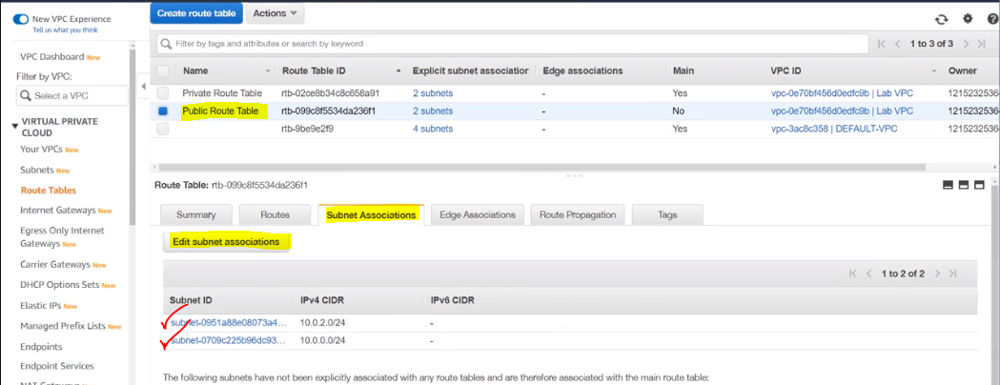 New VPC Experience
Tell us what you think
VPC Dashboard New
Filter by VPC:
Select a VPC
VIRTUAL PRIVATE
CLOUD
Your VPCs New
Subnets New
Route Tables
Internet Gateways New
Egress Only Internet
Gateways New
Carrier Gateways New
DHCP Options Sets New
Elastic IPs New
Managed Prefix Lists New
Endpoints
Endpoint Services
Create route table Actions
Filter by tags and attributes or search by keyword
1 to 3 of 3
Name Route Table ID Explicit subnet association Edge associations Main VPC ID Owner
Private Route Table rtb-02ce8b34c8c658a91 2 subnets - Yes vpc-0e70bf456d0edfc9b | Lab VPC 1215232536
Public Route Table rtb-099c8f5534da236f1 2 subnets - No vpc-0e70bf456d0edfc9b | Lab VPC 1215232536
rtb-9be9e2f9 4 subnets - Yes vpc-3ac8c358 | DEFAULT-VPC 1215232536
Route Table: rtb-099c8f5534da236f1
Summary Routes Subnet Associations Edge Associations Route Propagation Tags
Edit subnet associations
1 to 2 of 2
Subnet ID IPv4 CIDR IPv6 CIDR
subnet-0951a88e08073a4... 10.0.2.0/24 -
subnet-0709c225b96dc93... 10.0.0.0/24 -
The following subnets have not been explicitly associated with any route tables and are therefore associated with the main route table: